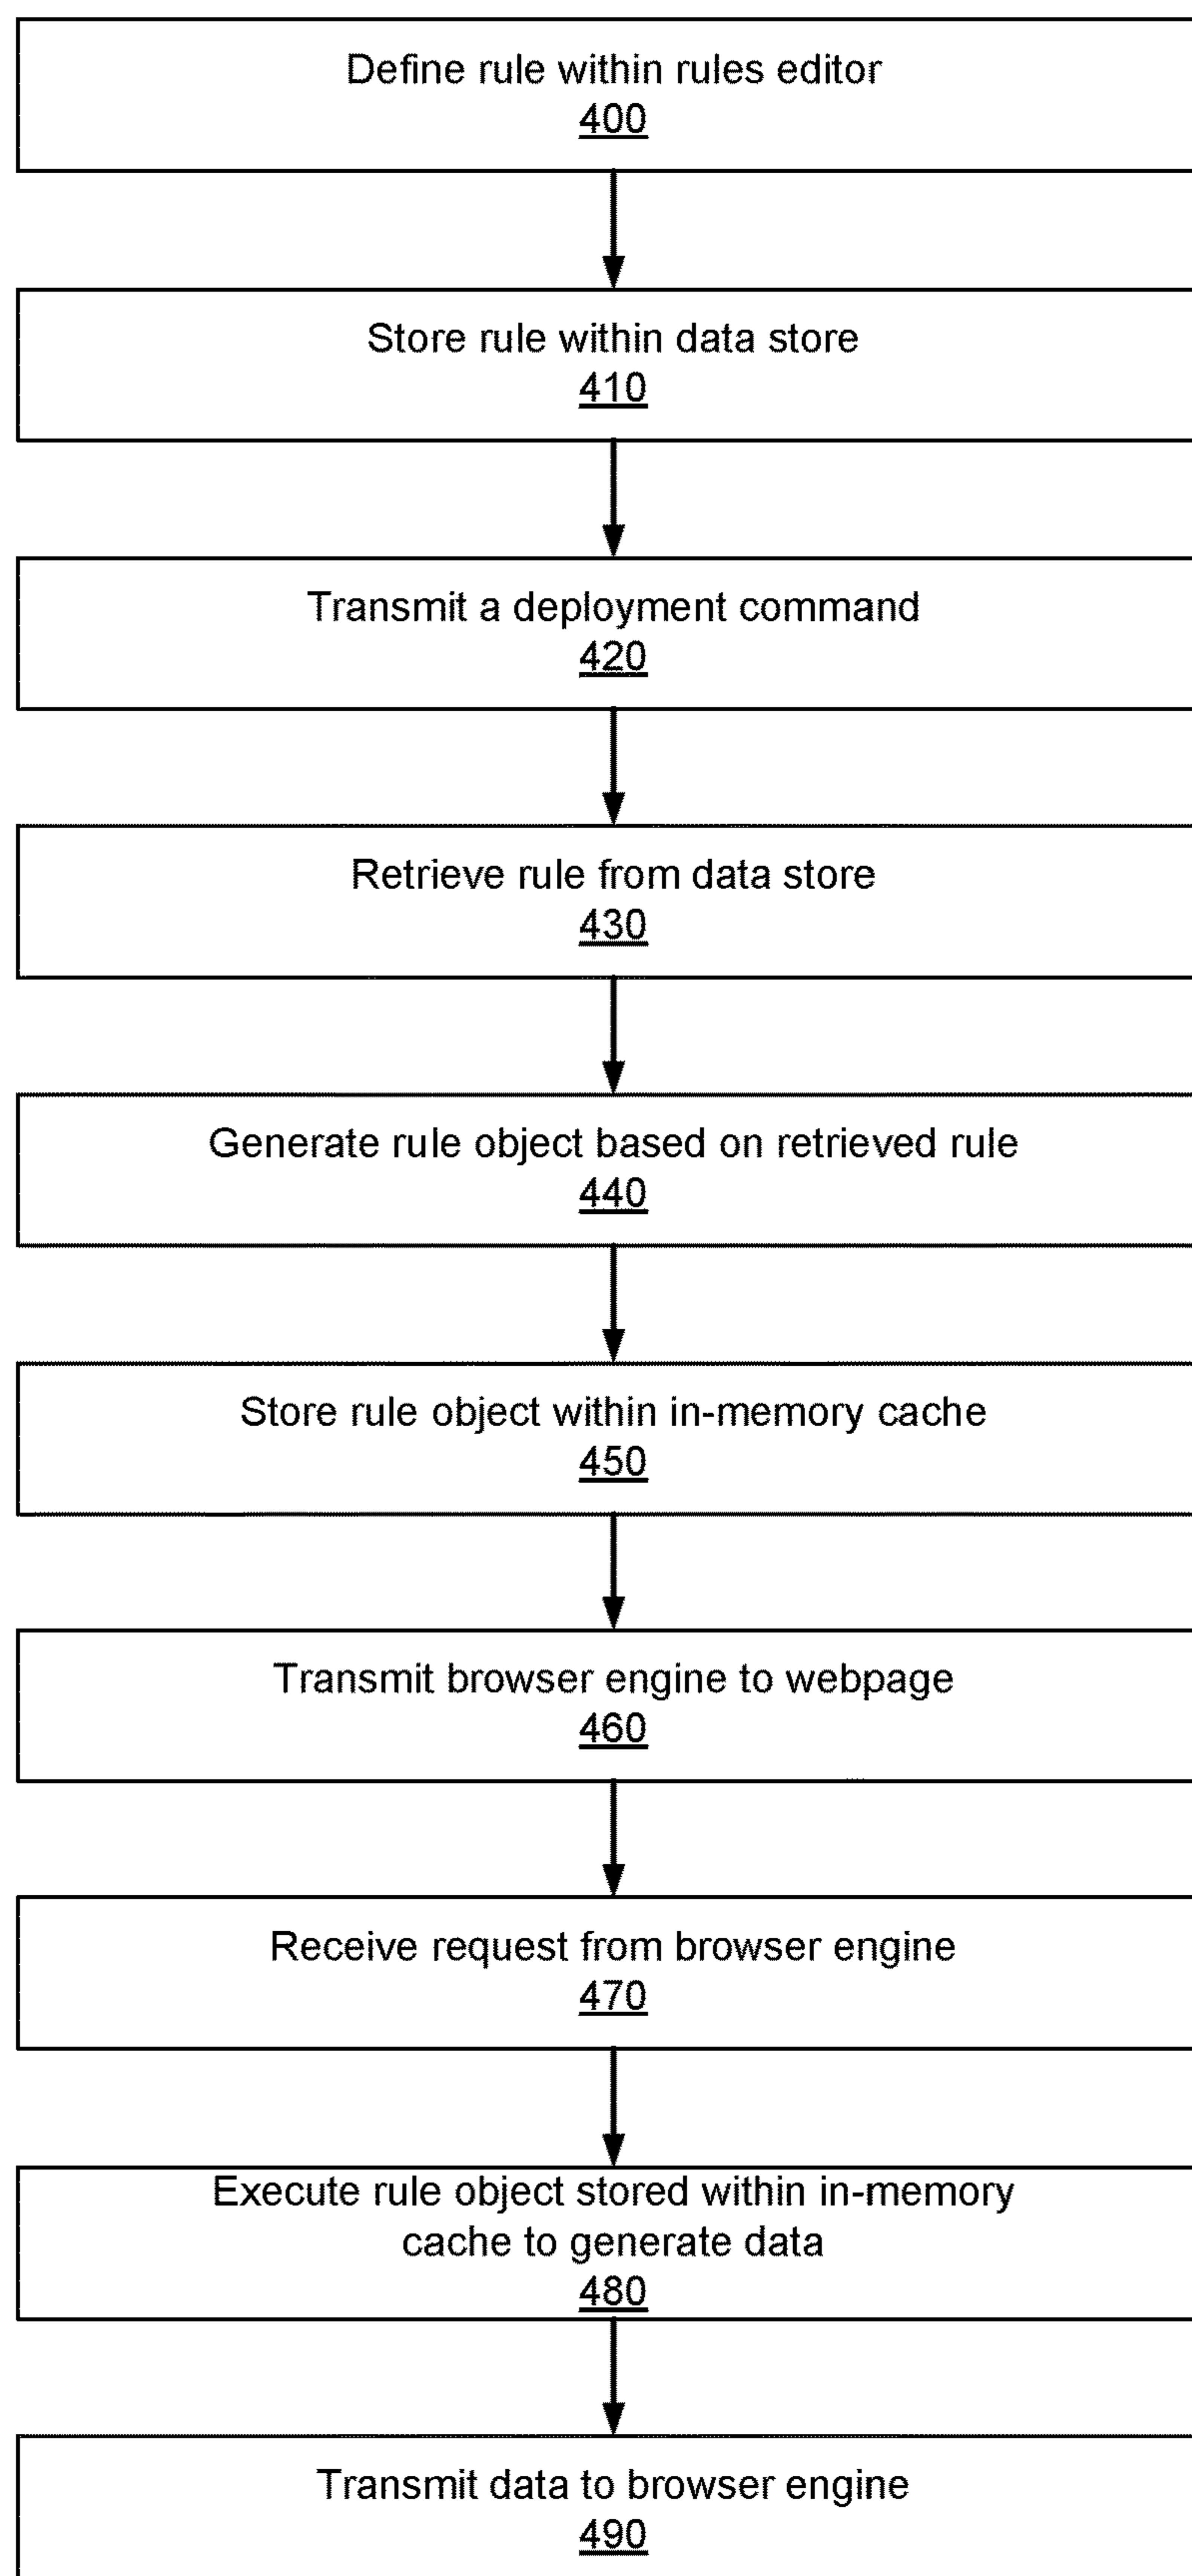 Define rule within rules editor
400
Store rule within data store
410
Transmit a deployment command
420
Retrieve rule from data store
430
Generate rule object based on retrieved rule
440
Store rule object within in-memory cache
450
Transmit browser engine to webpage
460
Receive request from browser engine
470
Execute rule object stored within in-memory
cache to generate data
480
Transmit data to browser engine
490